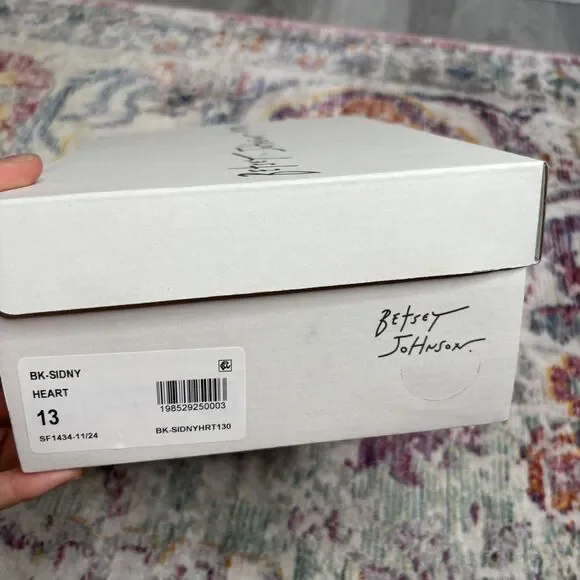 Betsey Johnson.
BETSEY
JOHNSON.
BK-SIDNY
HEART
13
198529250003
SF1434-11/24
BK-SIDNYHRT130